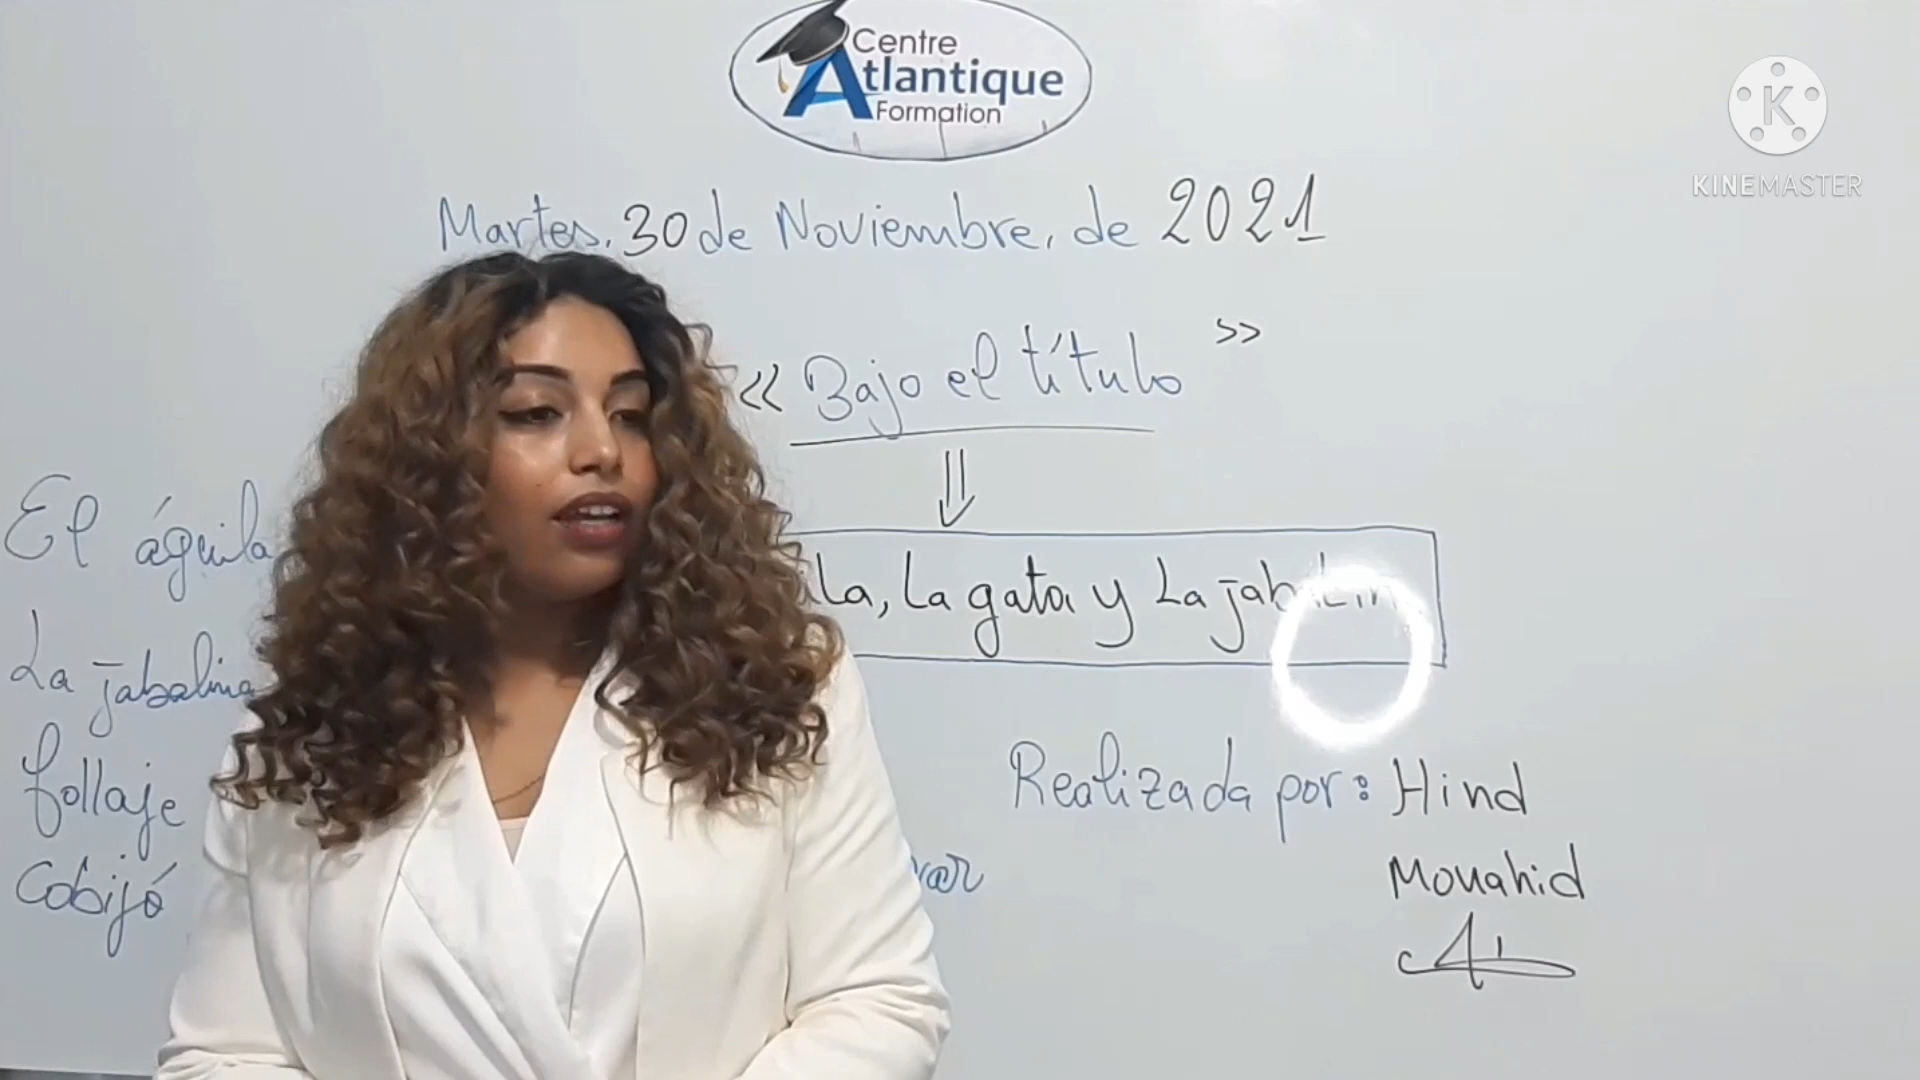 Centre
Atlantique
Formation
KINEMASTER
Martes, 30 de Noviembre, de 2021
« Bajo el título »
La, La gata y La jabalin
El águila
La jabalina
follaje
Cobijó
Realizada por: Hind
Mouahid